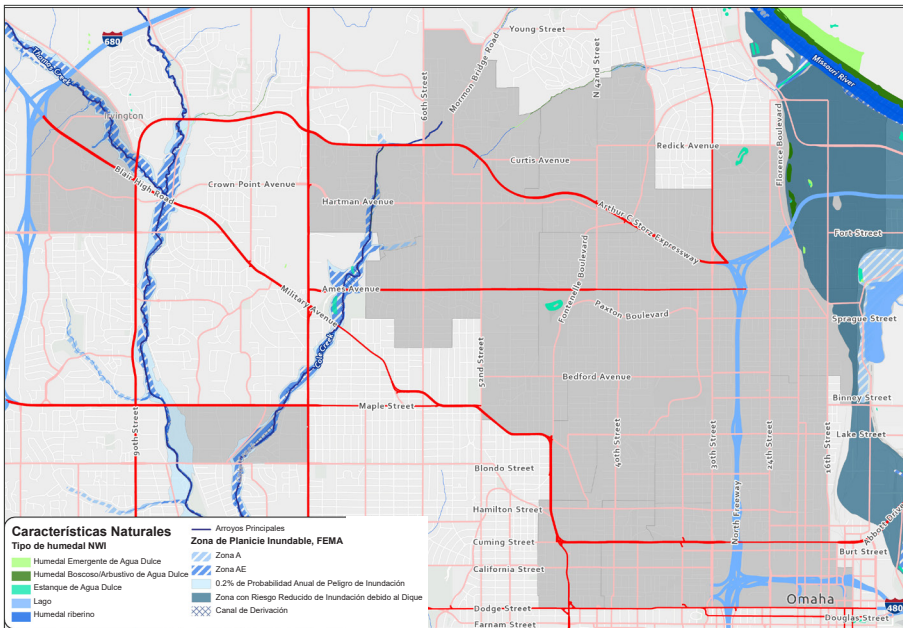 Young Street
River
Missouri River
680
Thomas Creek
60th Street
Mormon Bridge Road
N 42nd Street
Irvington
Redick Avenue
Florence Boulevard
Curtis Avenue
Blair High Road
Crown Point Avenue
Hartman Avenue
Arthur C Storz Expressway
Fort Street
Fontenelle Boulevard
Ames Avenue
Military Avenue
Paxton Boulevard
Sprague Street
Cole Creek
52nd Street
Bedford Avenue
Binney Street
Maple Street
90th Street
40th Street
30th Street
24th Street
16th Street
Lake Street
Blondo Street
Hamilton Street
North Freeway
Abbott Drive
Cuming Street
Burt Street
California Street
Omaha
Dodge Street
480
Farnam Street
Douglas Street
Características Naturales
Tipo de humedal NWI
Humedal Emergente de Agua Dulce
Humedal Boscoso/Arbustivo de Agua Dulce
Estanque de Agua Dulce
Lago
Humedal riberino
Arroyos Principales
Zona de Planicie Inundable, FEMA
Zona A
Zona AE
0.2% de Probabilidad Anual de Peligro de Inundación
Zona con Riesgo Reducido de Inundación debido al Dique
Canal de Derivación